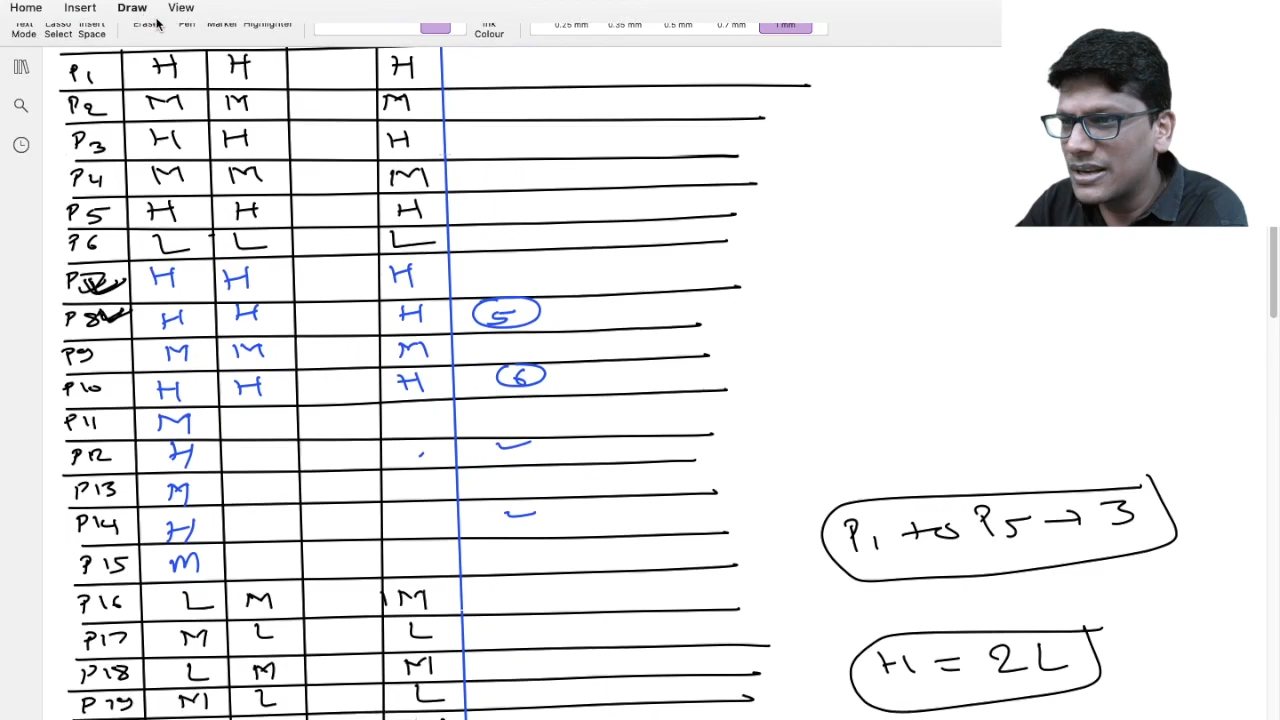 Home Insert Draw View
Text Mode Lasso Select Insert Space Eraser Pen Marker Highlighter Ink Colour 0.25 mm 0.35 mm 0.5 mm 0.7 mm 1 mm
P1 H H H
P2 M M M
P3 H H H
P4 M M M
P5 H H H
P6 L L L
P7 H H H
P8 H H H 5
P9 M M M
P10 H H H 6
P11 M
P12 H
P13 M
P14 H
P15 M
P16 L M M
P17 M L L
P18 L M M
P19 M L L
P1 to P5 → 3
H = 2L